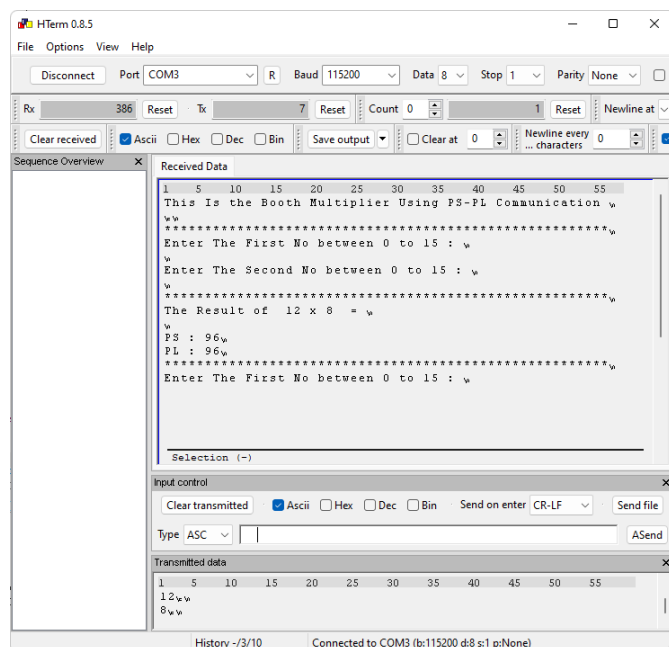 HTerm 0.8.5
File Options View Help
Disconnect Port COM3 R Baud 115200 Data 8 Stop 1 Parity None
Rx 386 Reset Tx 7 Reset Count 0 1 Reset Newline at
Clear received Ascii Hex Dec Bin Save output Clear at 0 Newline every ... characters 0
Sequence Overview X
Received Data
1 5 10 15 20 25 30 35 40 45 50 55
This Is the Booth Multiplier Using PS-PL Communication \n
\n\n
*******************************************************\n
Enter The First No between 0 to 15 : \n
\n
Enter The Second No between 0 to 15 : \n
\n
*******************************************************\n
The Result of  12 x 8  = \n
\n
PS : 96\n
PL : 96\n
*******************************************************\n
Enter The First No between 0 to 15 : \n
Selection (-)
Input control
Clear transmitted Ascii Hex Dec Bin Send on enter CR-LF Send file
Type ASC ASend
Transmitted data
1 5 10 15 20 25 30 35 40 45 50 55
12\r\n
8\r\n
History -/3/10 Connected to COM3 (b:115200 d:8 s:1 p:None)